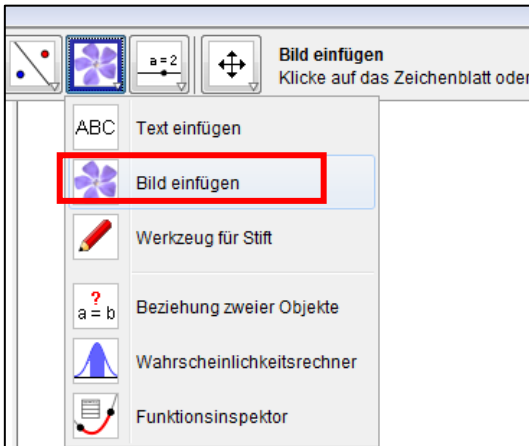 a = 2
Bild einfügen
Klicke auf das Zeichenblatt oder
ABC Text einfügen
Bild einfügen
Werkzeug für Stift
? a = b Beziehung zweier Objekte
Wahrscheinlichkeitsrechner
Funktionsinspektor